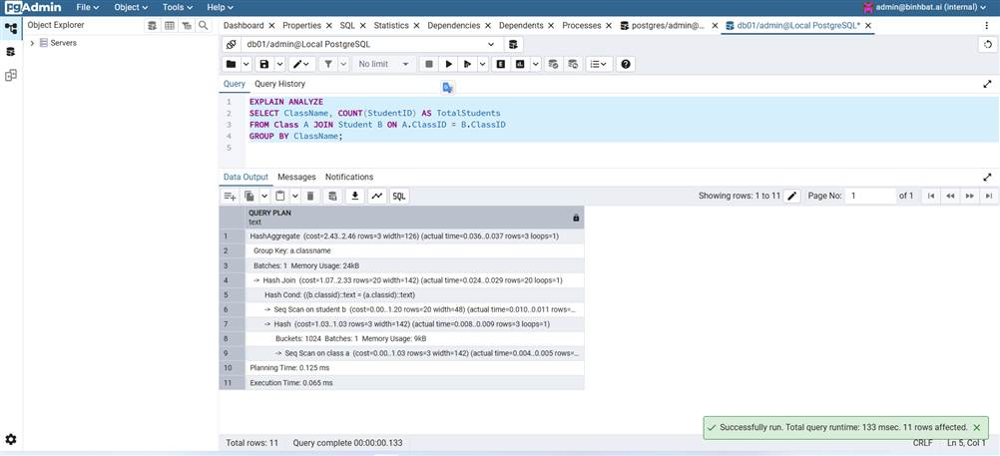 pgAdmin File Object Tools Help admin@binhbat.ai (internal)
Object Explorer
Dashboard Properties SQL Statistics Dependencies Dependents Processes postgres/admin@... db01/admin@Local PostgreSQL*
Servers
db01/admin@Local PostgreSQL
No limit
Query Query History
1 EXPLAIN ANALYZE
2 SELECT ClassName, COUNT(StudentID) AS TotalStudents
3 FROM Class A JOIN Student B ON A.ClassID = B.ClassID
4 GROUP BY ClassName;
5
Data Output Messages Notifications
SQL Showing rows: 1 to 11 Page No: 1 of 1
QUERY PLAN
text
1 HashAggregate (cost=2.43..2.46 rows=3 width=126) (actual time=0.036..0.037 rows=3 loops=1)
2 Group Key: a.classname
3 Batches: 1 Memory Usage: 24kB
4 -> Hash Join (cost=1.07..2.33 rows=20 width=142) (actual time=0.024..0.029 rows=20 loops=1)
5 Hash Cond: ((b.classid)::text = (a.classid)::text)
6 -> Seq Scan on student b (cost=0.00..1.20 rows=20 width=48) (actual time=0.010..0.011 rows=...
7 -> Hash (cost=1.03..1.03 rows=3 width=142) (actual time=0.008..0.009 rows=3 loops=1)
8 Buckets: 1024 Batches: 1 Memory Usage: 9kB
9 -> Seq Scan on class a (cost=0.00..1.03 rows=3 width=142) (actual time=0.004..0.005 rows=...
10 Planning Time: 0.125 ms
11 Execution Time: 0.065 ms
Successfully run. Total query runtime: 133 msec. 11 rows affected.
Total rows: 11 Query complete 00:00:00.133 CRLF Ln 5, Col 1